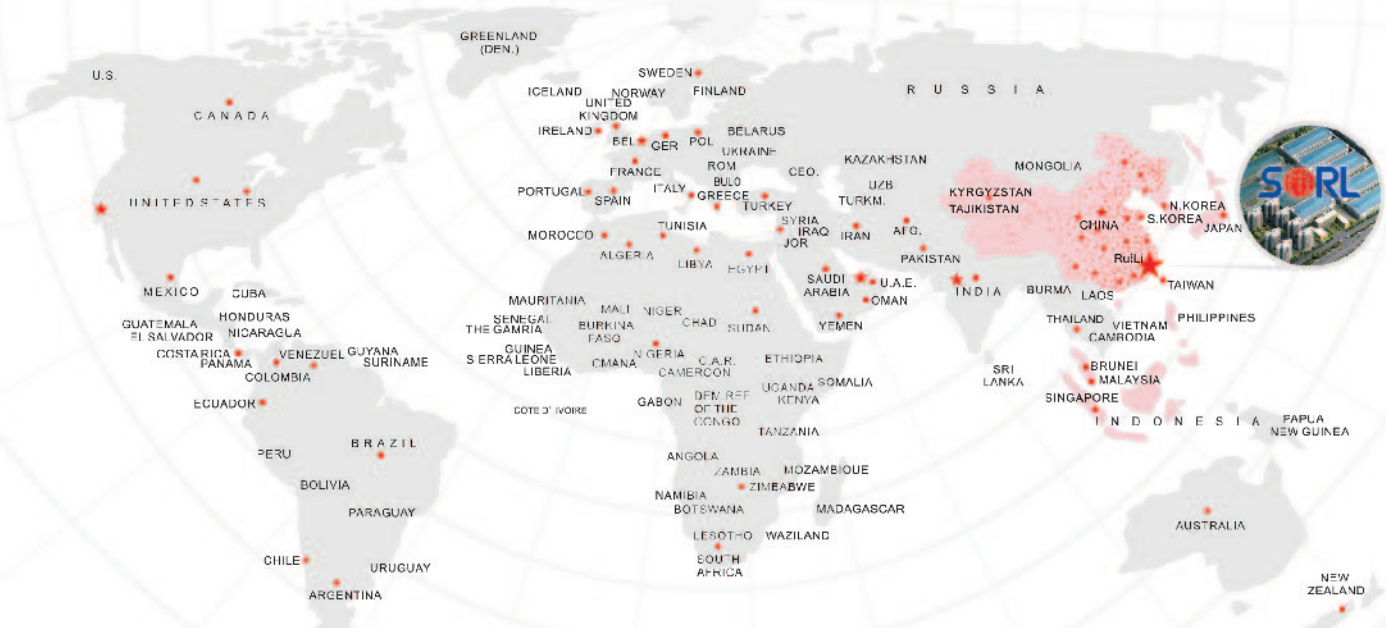 GREENLAND
(DEN.)
U.S.
SWEDEN
ICELAND
NORWAY
FINLAND
R U S S I A
CANADA
UNITED
KINGDOM
IRELAND
BEL
GER
POL
BELARUS
UKRAINE
FRANCE
ROM
CEO.
KAZAKHSTAN
MONGOLIA
SORL
PORTUGAL
SPAIN
ITALY
BULO
GREECE
TURKEY
UZB
TURKM.
KYRGYZSTAN
TAJIKISTAN
UNITED STATES
N.KOREA
S.KOREA
JAPAN
CHINA
MOROCCO
TUNISIA
SYRIA
IRAQ
JOR
IRAN
AFG.
ALGERIA
LIBYA
EGYPT
PAKISTAN
RuiLi
MEXICO
CUBA
SAUDI
ARABIA
U.A.E.
OMAN
INDIA
BURMA
LAOS
TAIWAN
MAURITANIA
MALI
NIGER
CHAD
SUDAN
YEMEN
THAILAND
VIETNAM
CAMBODIA
PHILIPPINES
HONDURAS
GUATEMALA
EL SALVADOR
NICARAGUA
SENEGAL
THE GAMRIA
BURKINA
FASO
COSTA RICA
PANAMA
VENEZUEL
GUYANA
SURINAME
COLOMBIA
GUINEA
SIERRA LEONE
LIBERIA
CMANA
NIGERIA
C.A.R.
CAMEROON
ETHIOPIA
SRI
LANKA
BRUNEI
MALAYSIA
SINGAPORE
ECUADOR
COTE D' IVOIRE
GABON
DEM.REF
OF THE
CONGO
UGANDA
KENYA
SOMALIA
TANZANIA
I N D O N E S I A
PAPUA
NEW GUINEA
PERU
BRAZIL
BOLIVIA
PARAGUAY
ANGOLA
ZAMBIA
MOZAMBIOUE
ZIMBABWE
NAMIBIA
BOTSWANA
MADAGASCAR
AUSTRALIA
LESOTHO
WAZILAND
SOUTH
AFRICA
CHILE
URUGUAY
ARGENTINA
NEW
ZEALAND